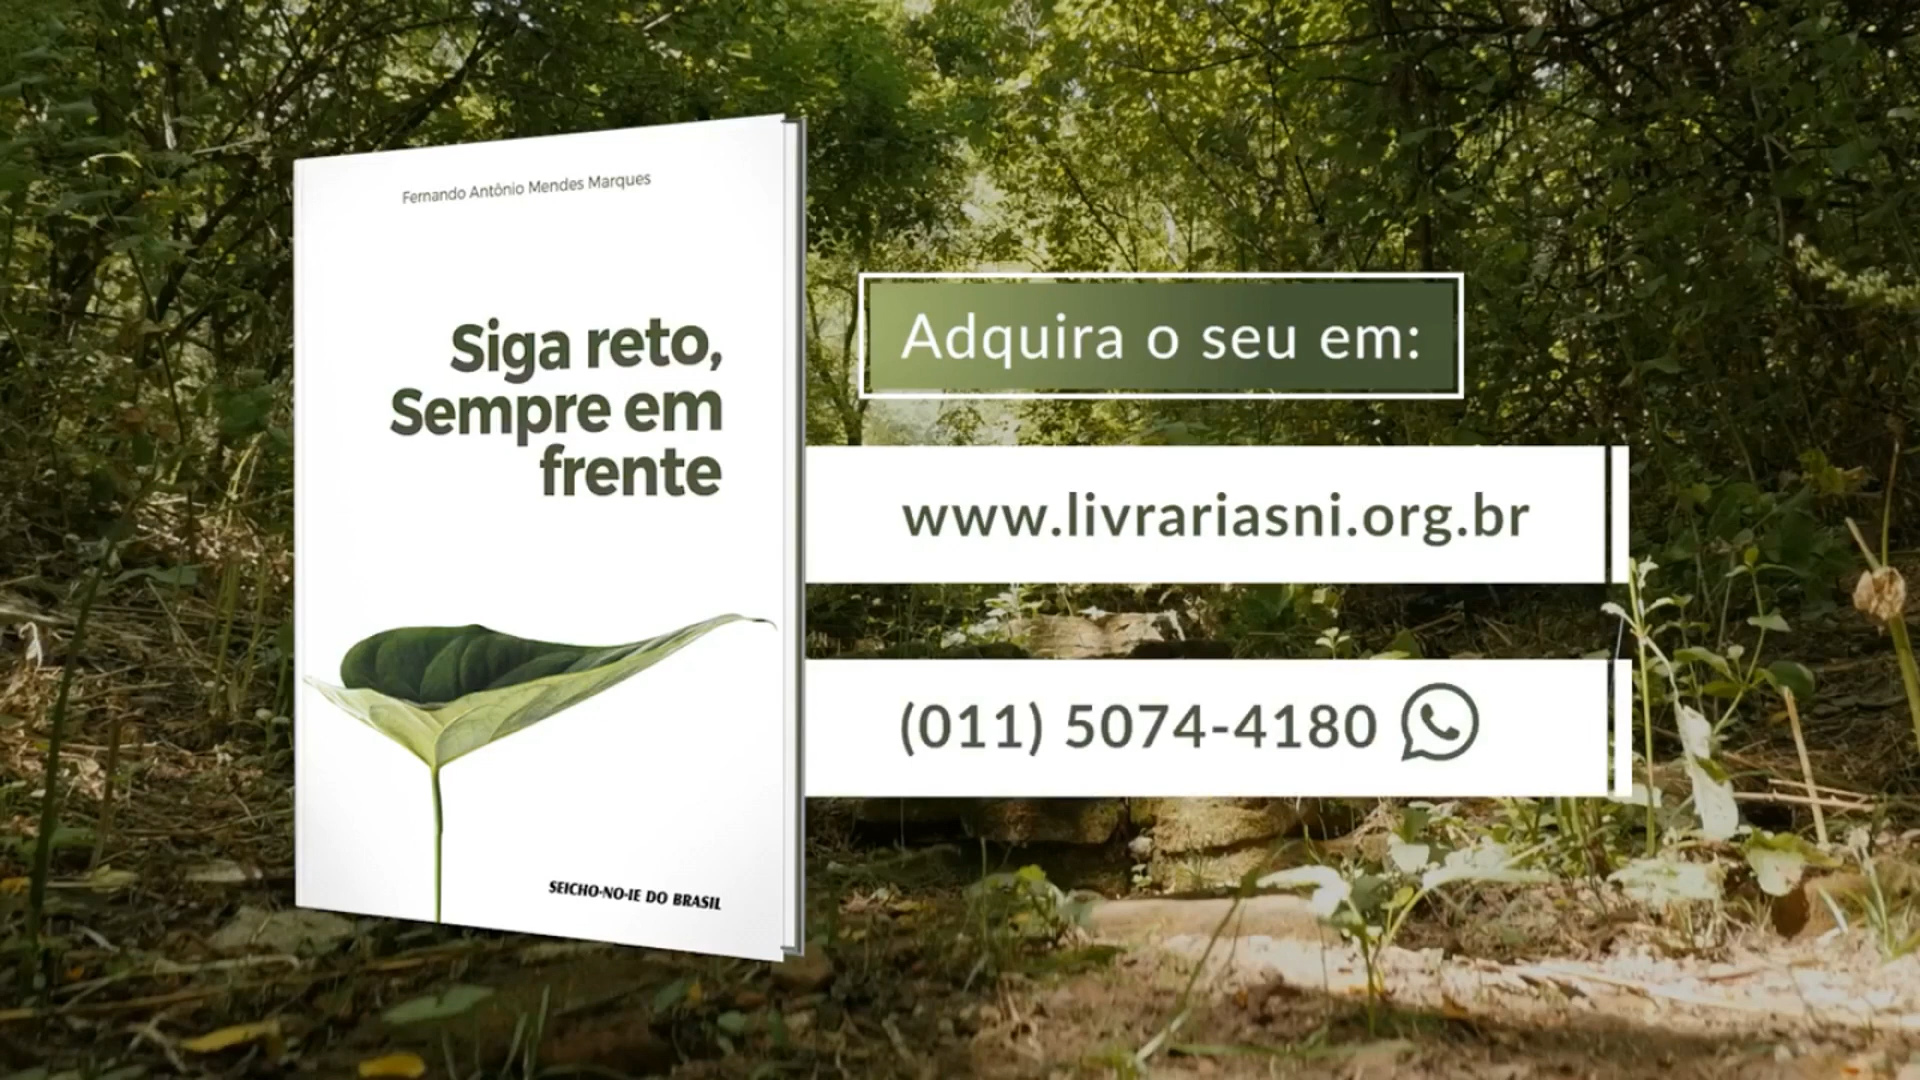 Fernando Antônio Mendes Marques
Siga reto,
Sempre em
frente
SEICHO-NO-IE DO BRASIL
Adquira o seu em:
www.livrariasni.org.br
(011) 5074-4180